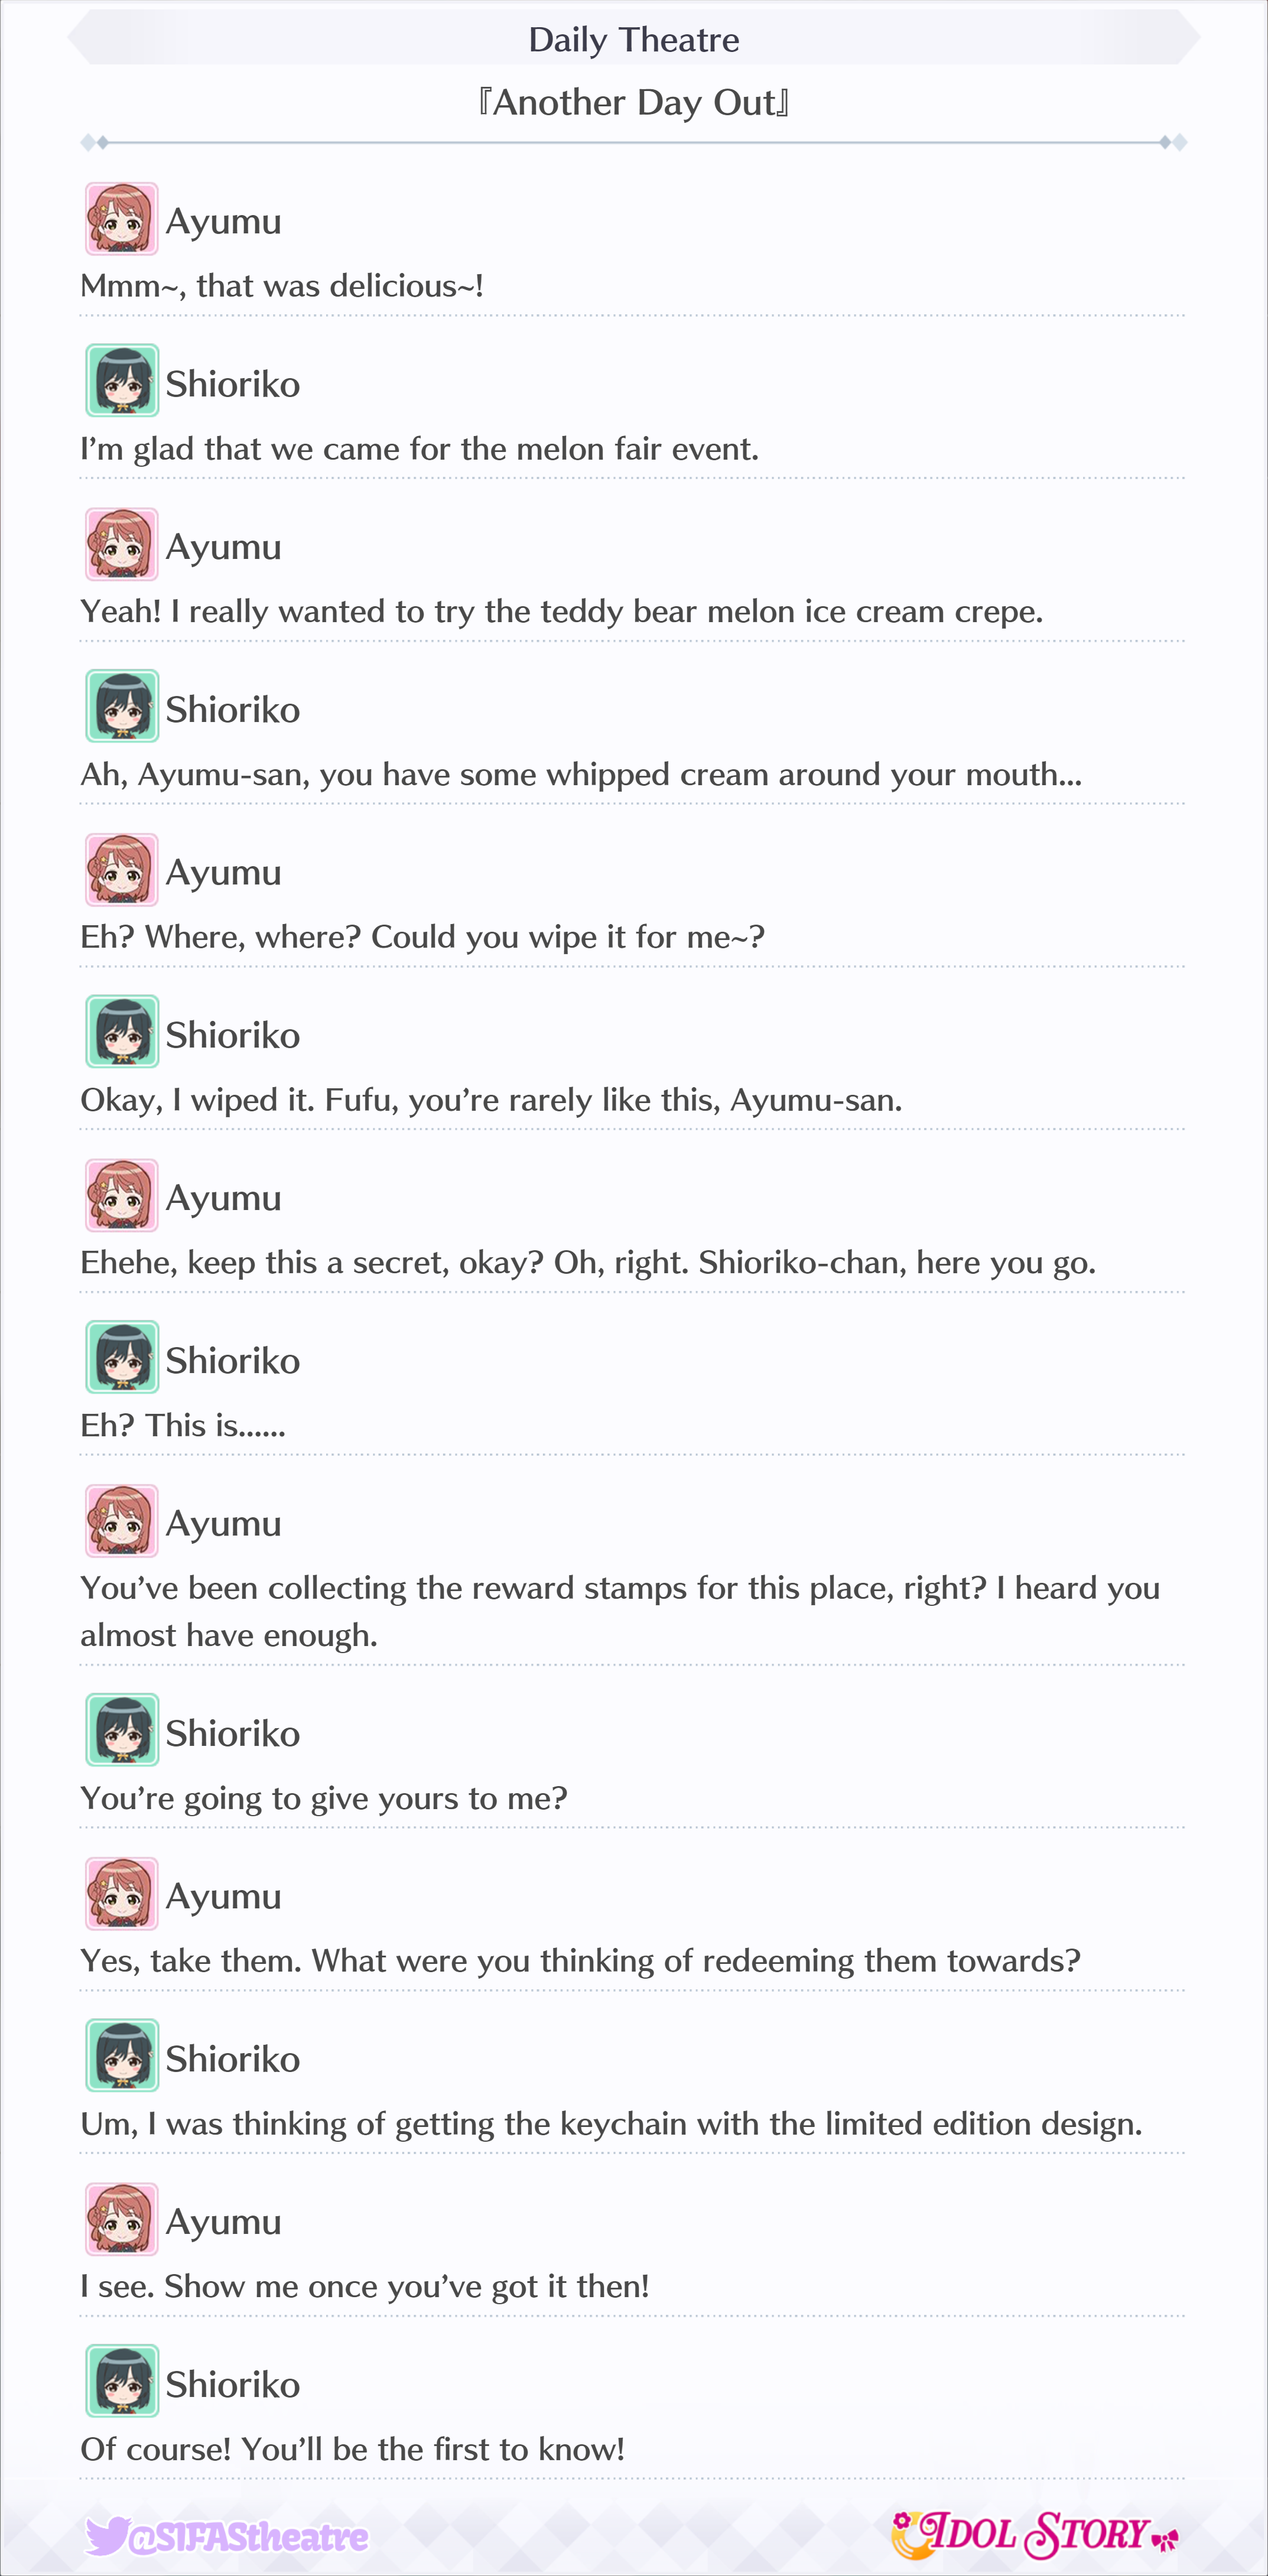 Daily Theatre
『Another Day Out』
Ayumu
Mmm~, that was delicious~!
Shioriko
I’m glad that we came for the melon fair event.
Ayumu
Yeah! I really wanted to try the teddy bear melon ice cream crepe.
Shioriko
Ah, Ayumu-san, you have some whipped cream around your mouth...
Ayumu
Eh? Where, where? Could you wipe it for me~?
Shioriko
Okay, I wiped it. Fufu, you’re rarely like this, Ayumu-san.
Ayumu
Ehehe, keep this a secret, okay? Oh, right. Shioriko-chan, here you go.
Shioriko
Eh? This is......
Ayumu
You’ve been collecting the reward stamps for this place, right? I heard you
almost have enough.
Shioriko
You’re going to give yours to me?
Ayumu
Yes, take them. What were you thinking of redeeming them towards?
Shioriko
Um, I was thinking of getting the keychain with the limited edition design.
Ayumu
I see. Show me once you’ve got it then!
Shioriko
Of course! You’ll be the first to know!
@SIFAStheatre
IDOL STORY